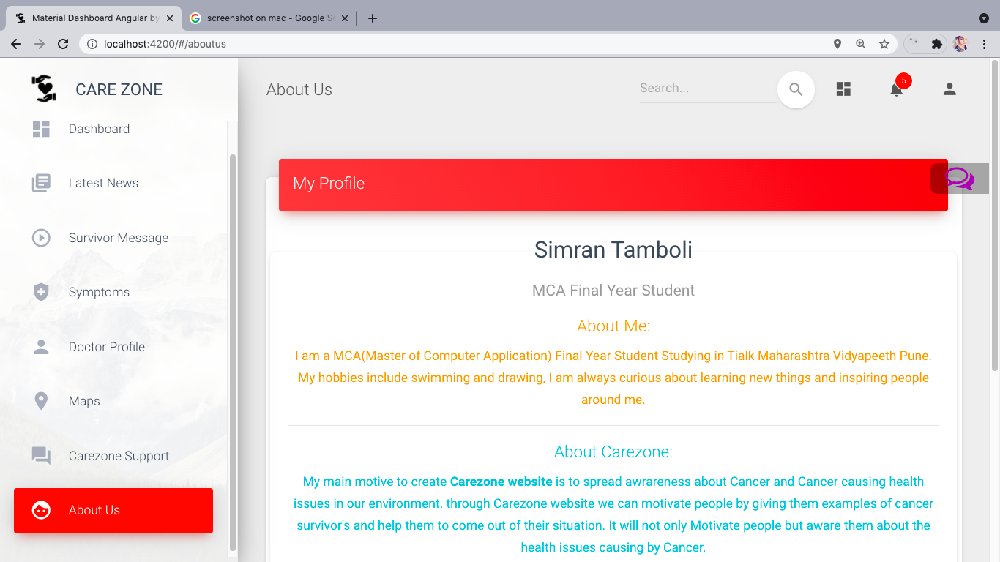 Material Dashboard Angular by
screenshot on mac - Google Se
localhost:4200/#/aboutus
CARE ZONE
Dashboard
Latest News
Survivor Message
Symptoms
Doctor Profile
Maps
Carezone Support
About Us
About Us
Search...
5
My Profile
Simran Tamboli
MCA Final Year Student
About Me:
I am a MCA(Master of Computer Application) Final Year Student Studying in Tialk Maharashtra Vidyapeeth Pune.
My hobbies include swimming and drawing, I am always curious about learning new things and inspiring people
around me.
About Carezone:
My main motive to create Carezone website is to spread awrareness about Cancer and Cancer causing health
issues in our environment. through Carezone website we can motivate people by giving them examples of cancer
survivor's and help them to come out of their situation. It will not only Motivate people but aware them about the
health issues causing by Cancer.